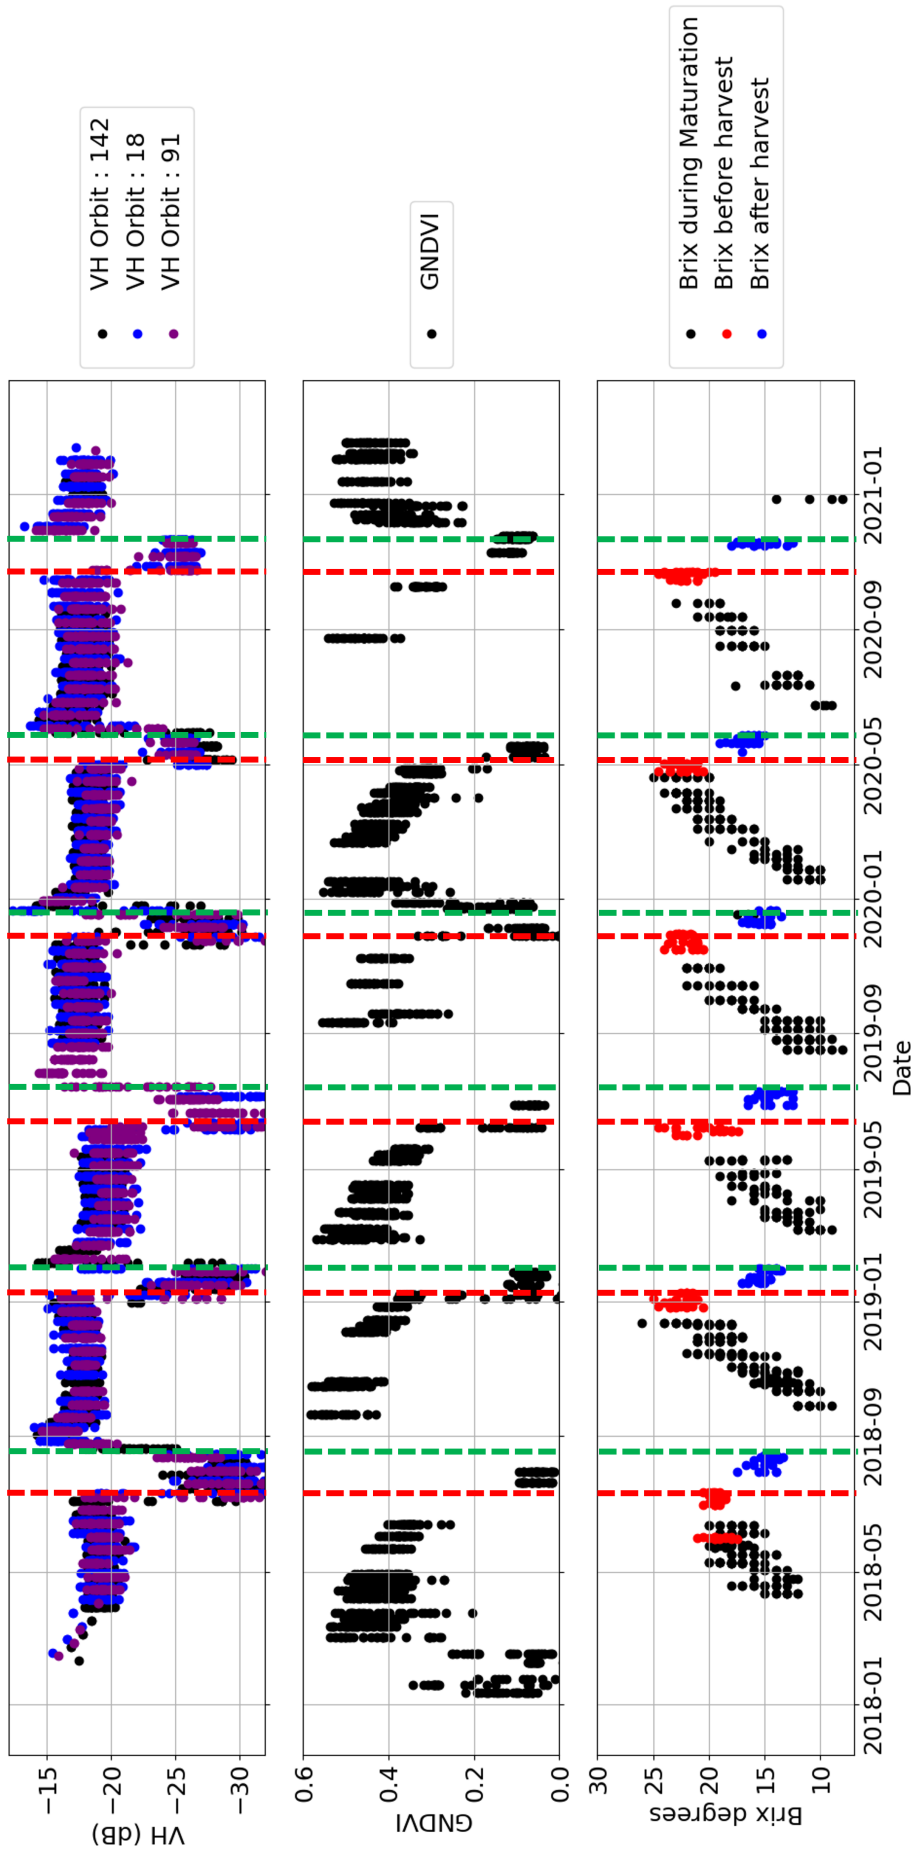 −15
−20
−25
−30
VH (dB)
VH Orbit : 142
VH Orbit : 18
VH Orbit : 91
0.6
0.4
0.2
0.0
GNDVI
GNDVI
30
25
20
15
10
Brix degrees
Brix during Maturation
Brix before harvest
Brix after harvest
2018-01
2018-05
2018-09
2019-01
2019-05
2019-09
2020-01
2020-05
2020-09
2021-01
Date